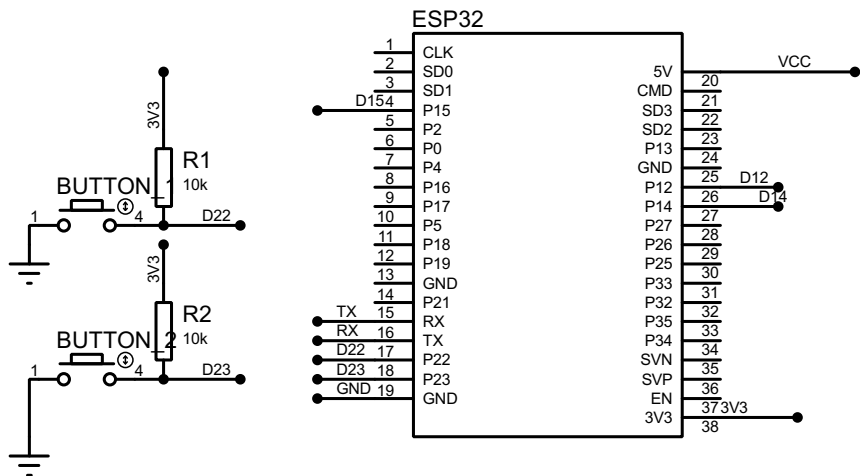 ESP32
3V3
R1
10k
BUTTON_1
1
4
D22
3V3
R2
10k
BUTTON_2
1
4
D23
1 CLK
2 SD0
3 SD1
D15 4 P15
5 P2
6 P0
7 P4
8 P16
9 P17
10 P5
11 P18
12 P19
13 GND
14 P21
TX 15 RX
RX 16 TX
D22 17 P22
D23 18 P23
GND 19 GND
5V 20 VCC
CMD 21
SD3 22
SD2 23
P13 24
GND 25
P12 26 D12
P14 27 D14
P27 28
P26 29
P25 30
P33 31
P32 32
P35 33
P34 34
SVN 35
SVP 36
EN 37
3V3 38 3V3